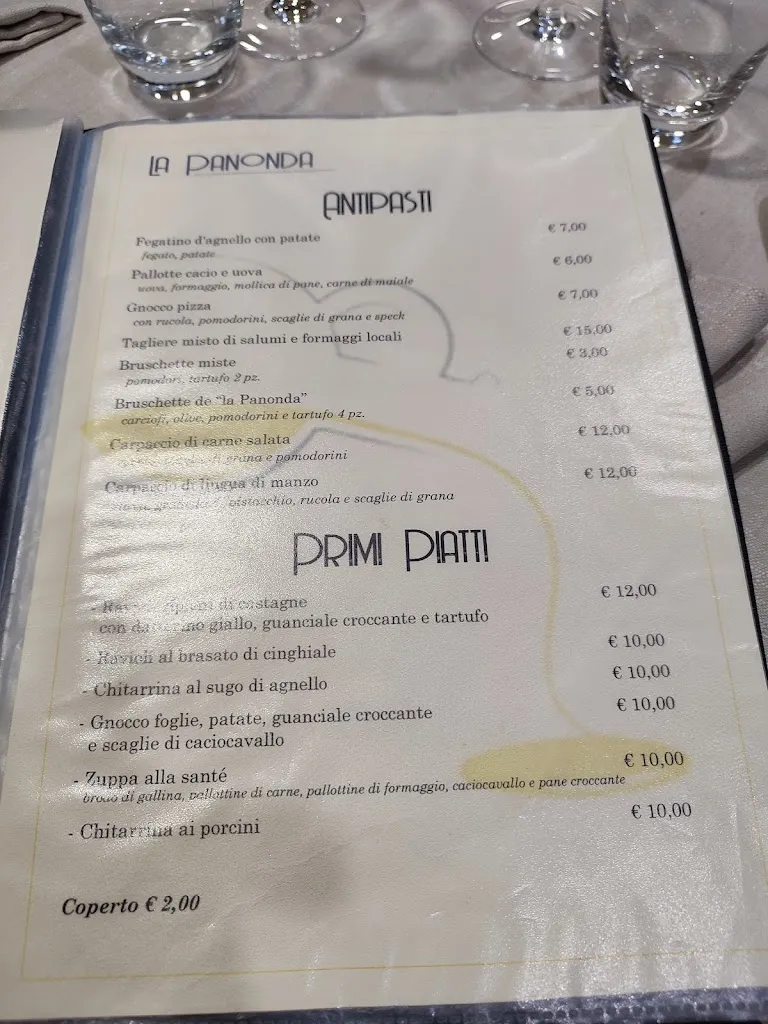 LA PANONDA
ANTIPASTI
Fegatino d'agnello con patate € 7,00
fegato, patate
Pallotte cacio e uova € 6,00
uova, formaggio, mollica di pane, carne di maiale
Gnocco pizza € 7,00
con rucola, pomodorini, scaglie di grana e speck
Tagliere misto di salumi e formaggi locali € 15,00
Bruschette miste € 3,00
pomodori, tartufo 2 pz.
Bruschette de "la Panonda" € 5,00
carciofi, olive, pomodorini e tartufo 4 pz.
Carpaccio di carne salata € 12,00
di grana e pomodorini
Carpaccio di lingua di manzo € 12,00
pistacchio, rucola e scaglie di grana
PRIMI PIATTI
- ripieni di castagne € 12,00
con giallo, guanciale croccante e tartufo
- Ravioli al brasato di cinghiale € 10,00
- Chitarrina al sugo di agnello € 10,00
- Gnocco foglie, patate, guanciale croccante € 10,00
e scaglie di caciocavallo
- Zuppa alla santé € 10,00
brodo di gallina, pallottine di carne, pallottine di formaggio, caciocavallo e pane croccante
- Chitarrina ai porcini € 10,00
Coperto € 2,00